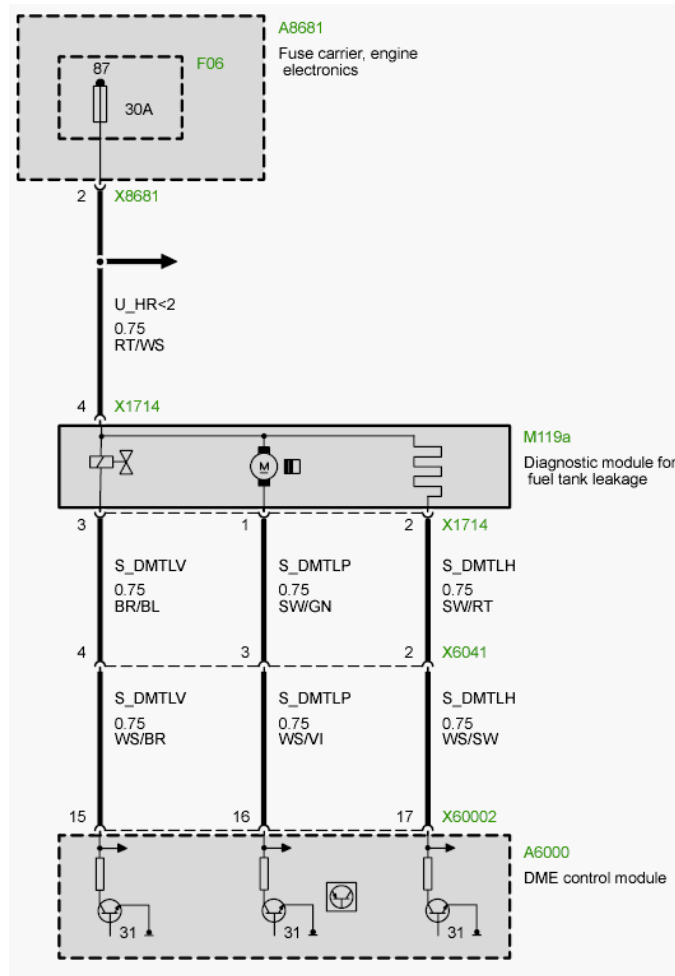 A8681
Fuse carrier, engine
electronics
F06
87
30A
2 X8681
U_HR<2
0.75
RT/WS
4 X1714
M119a
Diagnostic module for
fuel tank leakage
M
3 1 2 X1714
S_DMTLV S_DMTLP S_DMTLH
0.75 0.75 0.75
BR/BL SW/GN SW/RT
4 3 2 X6041
S_DMTLV S_DMTLP S_DMTLH
0.75 0.75 0.75
WS/BR WS/VI WS/SW
15 16 17 X60002
A6000
DME control module
31 31 31